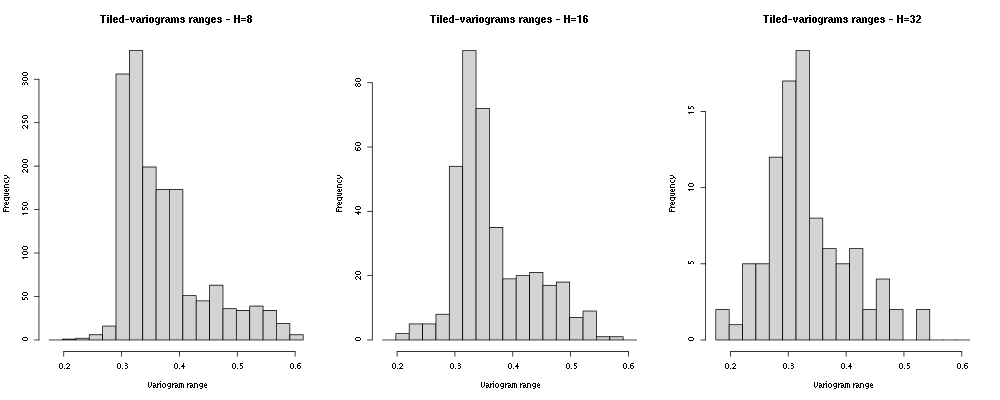 Tiled-variograms ranges - H=8
Frequency
300
250
200
150
100
50
0
0.2 0.3 0.4 0.5 0.6
Variogram range
Tiled-variograms ranges - H=16
Frequency
80
60
40
20
0
0.2 0.3 0.4 0.5 0.6
Variogram range
Tiled-variograms ranges - H=32
Frequency
15
10
5
0
0.2 0.3 0.4 0.5 0.6
Variogram range